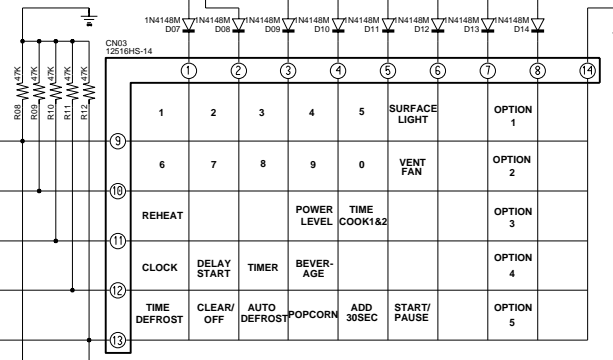 1N4148M 1N4148M 1N4148M 1N4148M 1N4148M 1N4148M 1N4148M 1N4148M
D07 D08 D09 D10 D11 D12 D13 D14
CN03
12516HS-14
47K 47K 47K 47K 47K
R08 R09 R10 R11 R12
1 2 3 4 5 6 7 8 14
1 2 3 4 5 SURFACE LIGHT OPTION 1
9
6 7 8 9 0 VENT FAN OPTION 2
10
REHEAT POWER LEVEL TIME COOK1&2 OPTION 3
11
CLOCK DELAY START TIMER BEVER-AGE OPTION 4
12
TIME DEFROST CLEAR/OFF AUTO DEFROST POPCORN ADD 30SEC START/PAUSE OPTION 5
13